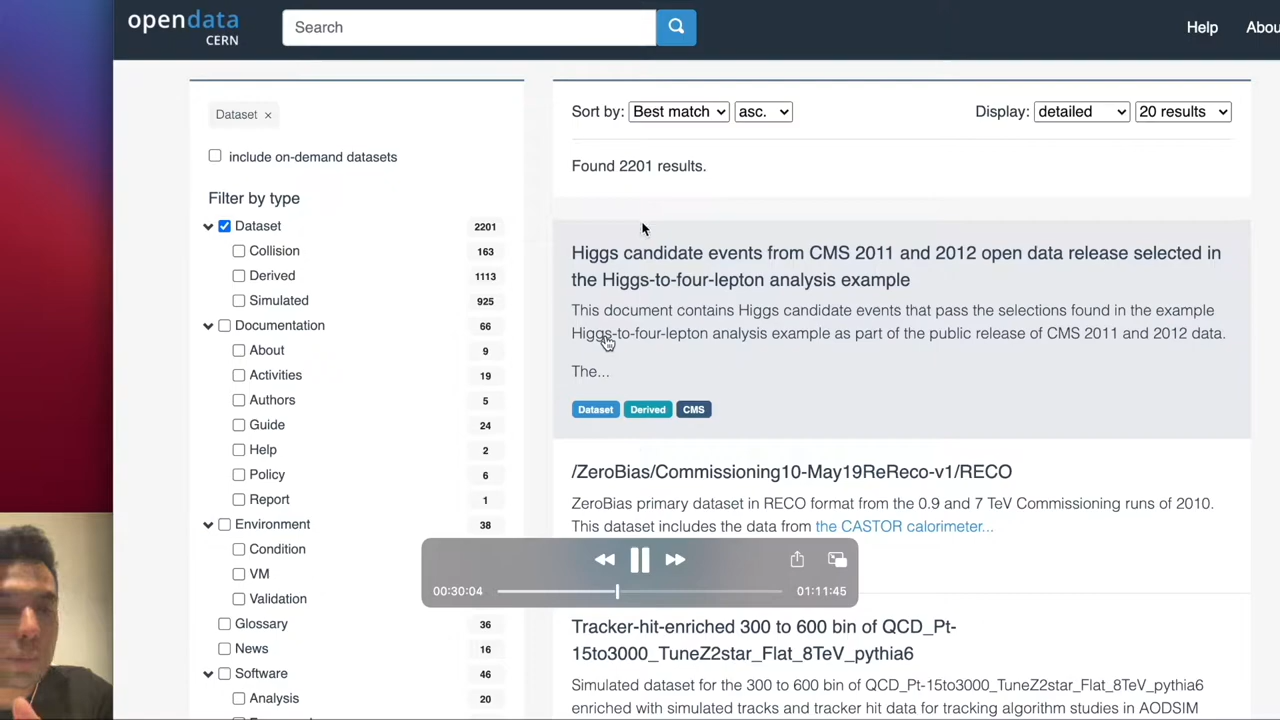 opendata
CERN
Search
Help
Abou
Dataset ×
include on-demand datasets
Filter by type
Dataset 2201
Collision 163
Derived 1113
Simulated 925
Documentation 66
About 9
Activities 19
Authors 5
Guide 24
Help 2
Policy 6
Report 1
Environment 38
Condition
VM
Validation
Glossary 36
News 16
Software 46
Analysis 20
Sort by: Best match asc. Display: detailed 20 results
Found 2201 results.
Higgs candidate events from CMS 2011 and 2012 open data release selected in
the Higgs-to-four-lepton analysis example
This document contains Higgs candidate events that pass the selections found in the example
Higgs-to-four-lepton analysis example as part of the public release of CMS 2011 and 2012 data.
The...
Dataset Derived CMS
/ZeroBias/Commissioning10-May19ReReco-v1/RECO
ZeroBias primary dataset in RECO format from the 0.9 and 7 TeV Commissioning runs of 2010.
This dataset includes the data from the CASTOR calorimeter...
00:30:04 01:11:45
Tracker-hit-enriched 300 to 600 bin of QCD_Pt-
15to3000_TuneZ2star_Flat_8TeV_pythia6
Simulated dataset for the 300 to 600 bin of QCD_Pt-15to3000_TuneZ2star_Flat_8TeV_pythia6
enriched with simulated tracks and tracker hit data for tracking algorithm studies in AODSIM